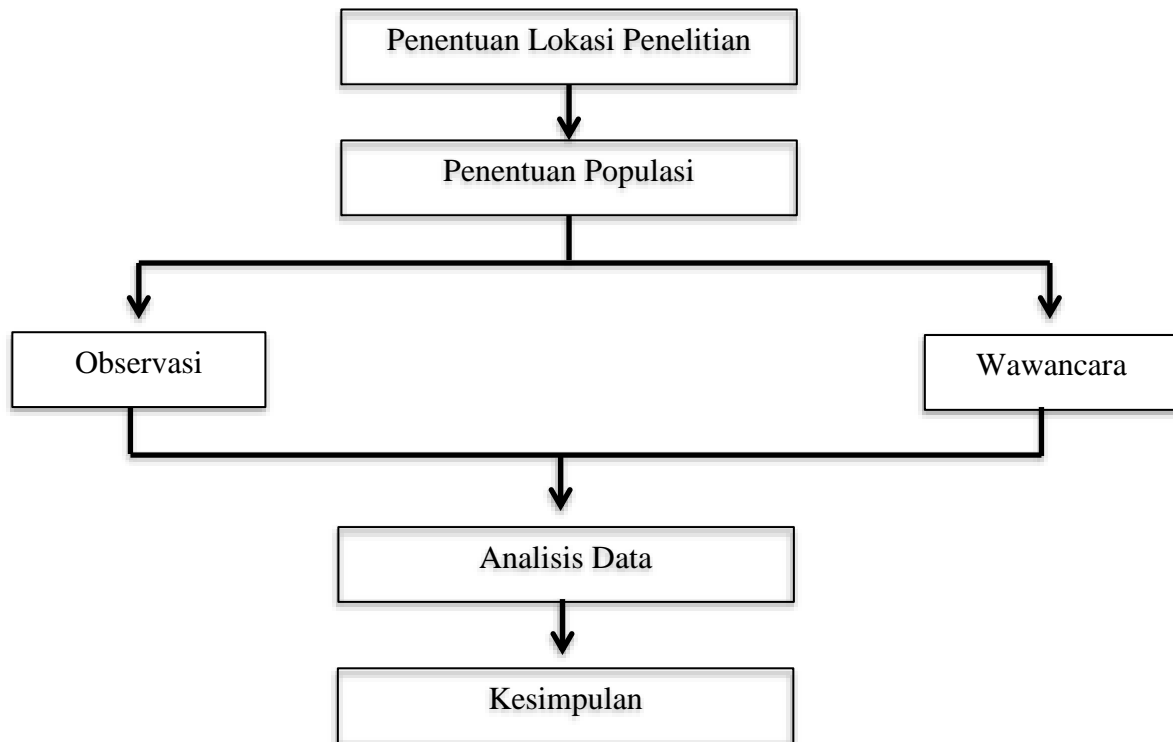 Penentuan Lokasi Penelitian
Penentuan Populasi
Observasi
Wawancara
Analisis Data
Kesimpulan